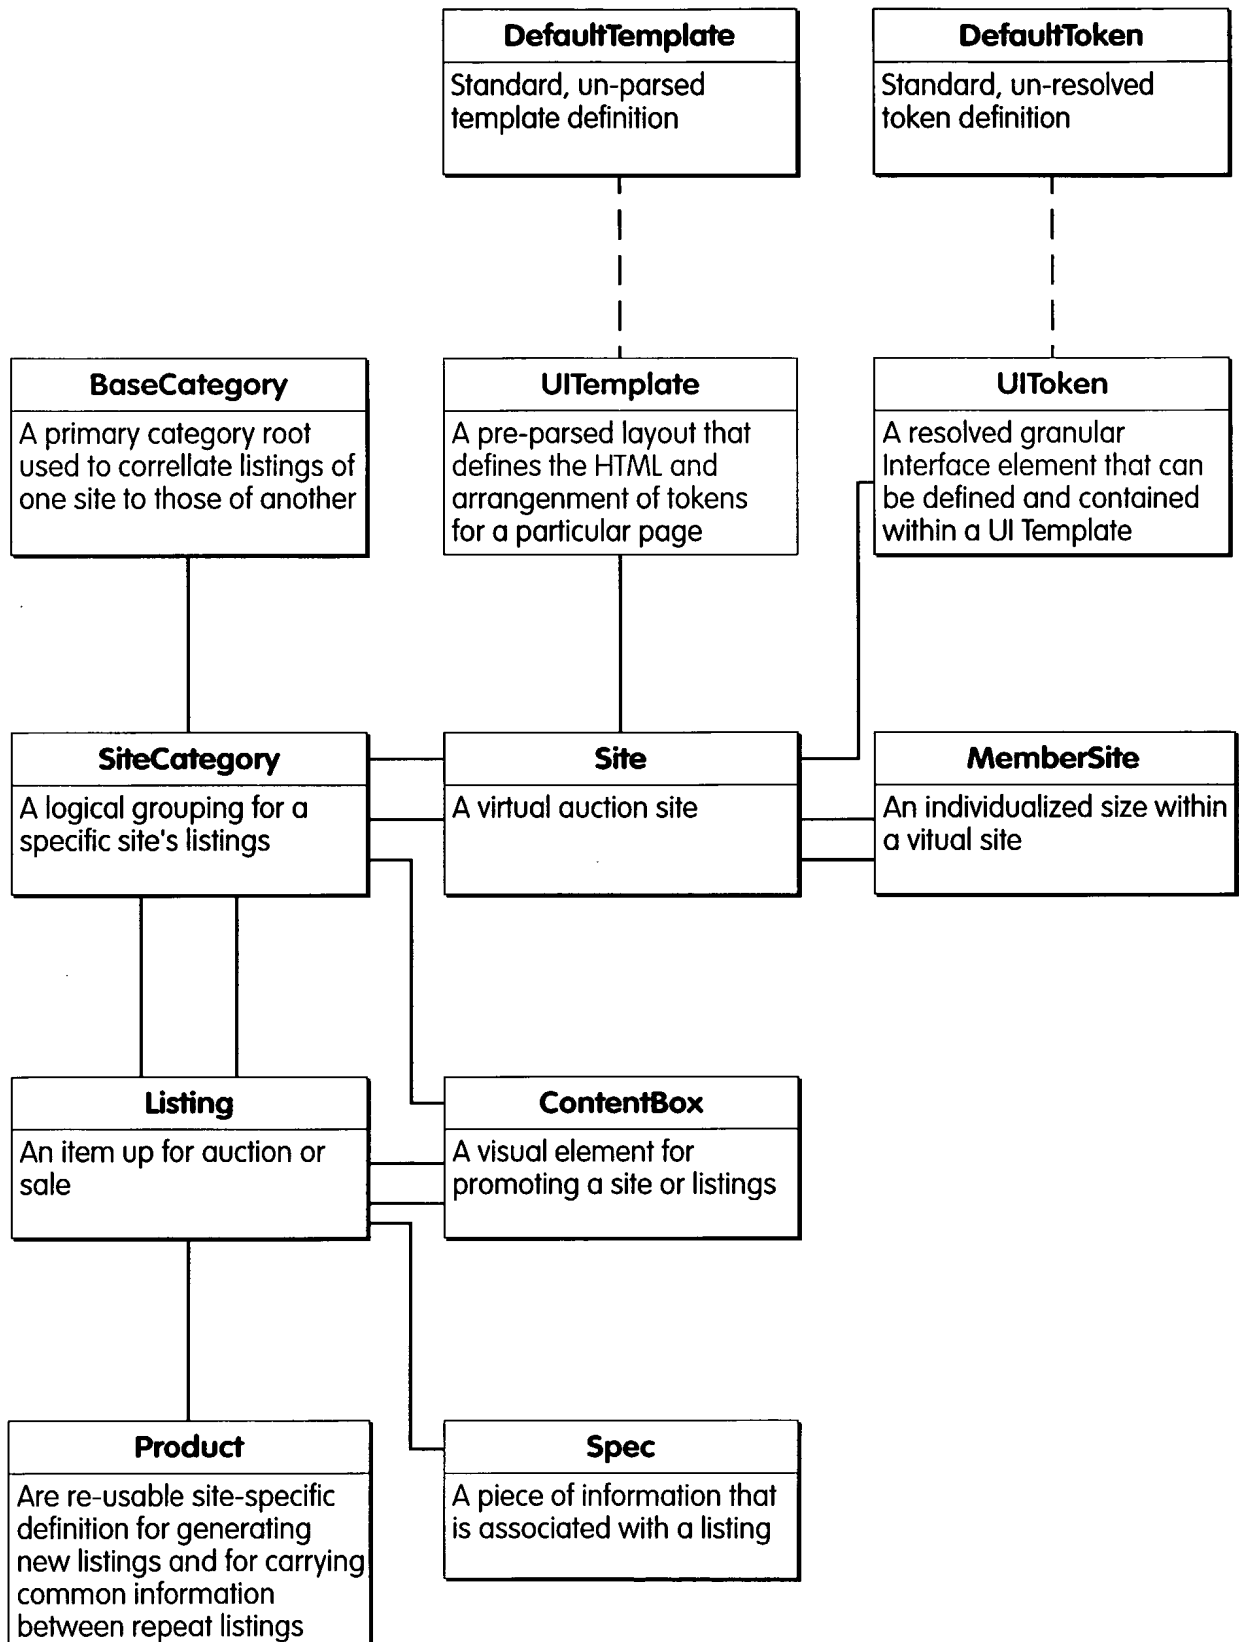 DefaultTemplate
Standard, un-parsed
template definition
DefaultToken
Standard, un-resolved
token definition
BaseCategory
A primary category root
used to correllate listings of
one site to those of another
UITemplate
A pre-parsed layout that
defines the HTML and
arrangenment of tokens
for a particular page
UIToken
A resolved granular
Interface element that can
be defined and contained
within a UI Template
SiteCategory
A logical grouping for a
specific site's listings
Site
A virtual auction site
MemberSite
An individualized size within
a vitual site
Listing
An item up for auction or
sale
ContentBox
A visual element for
promoting a site or listings
Product
Are re-usable site-specific
definition for generating
new listings and for carrying
common information
between repeat listings
Spec
A piece of information that
is associated with a listing